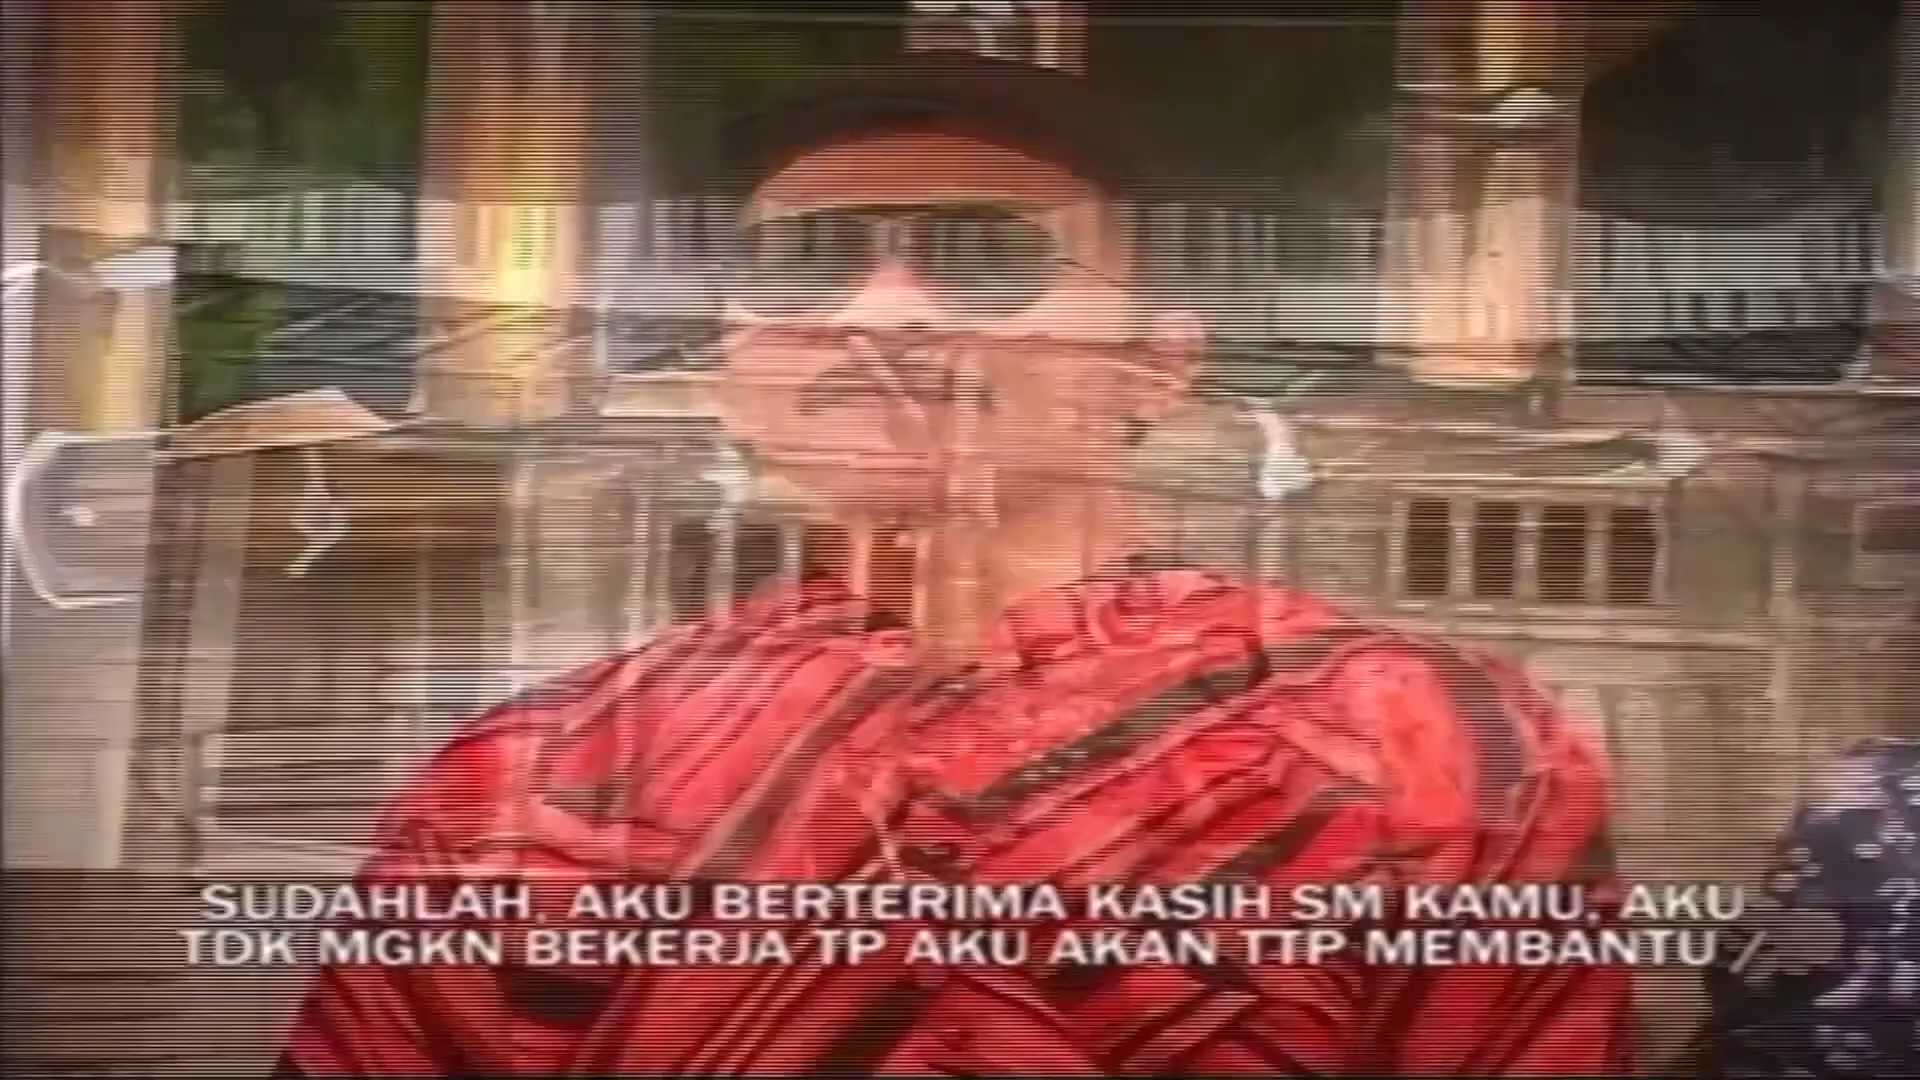 SUDAHLAH, AKU BERTERIMA KASIH SM KAMU. AKU
TDK MGKN BEKERJA TP AKU AKAN TTP MEMBANTU